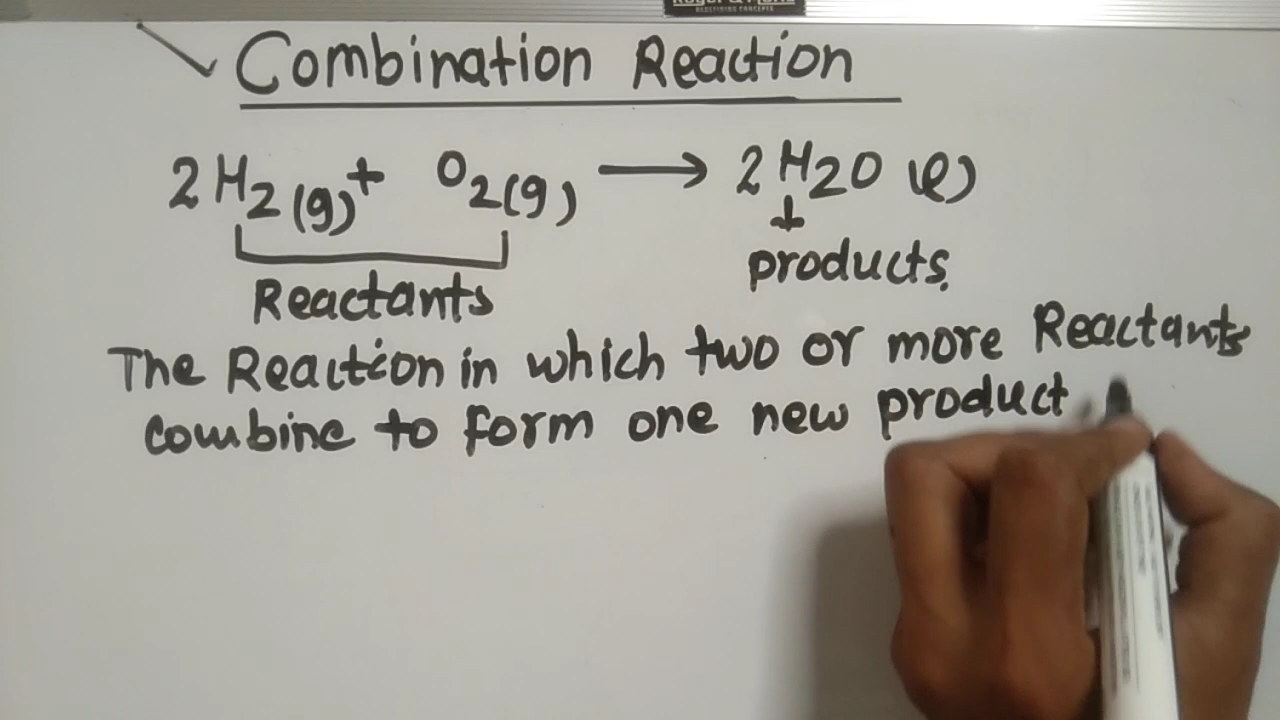 Combination Reaction
2H2(g)+ O2(g) → 2H2O (l)
Reactants
products.
The Reaction in which two or more Reactants
combine to form one new product